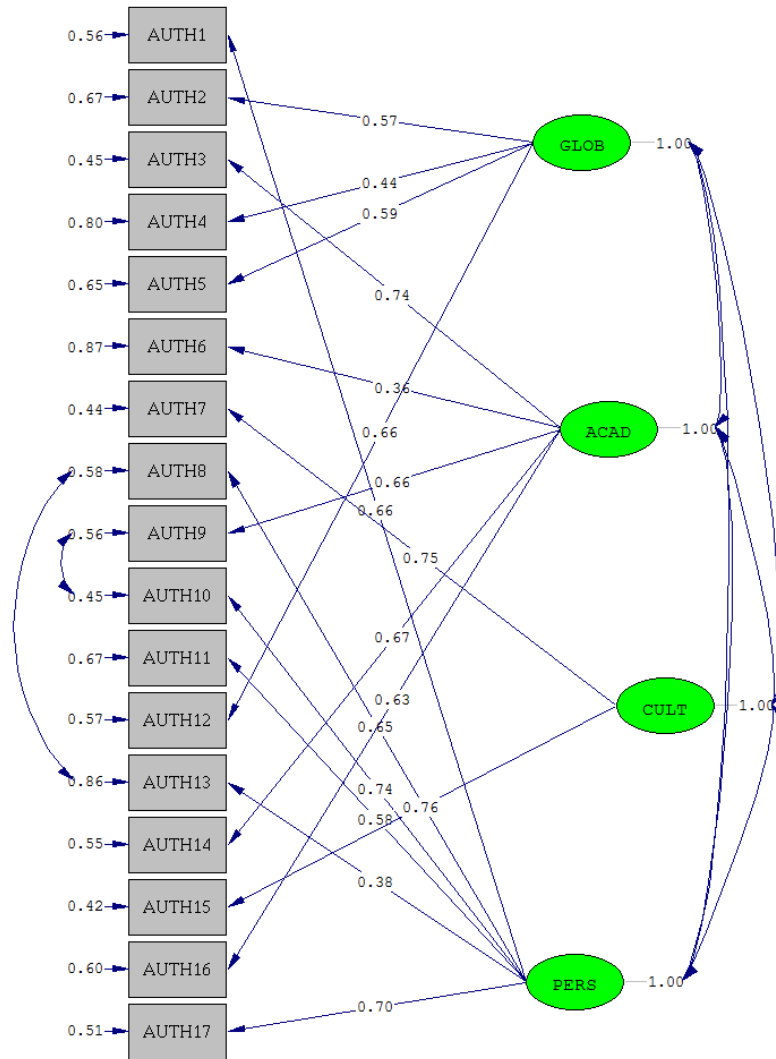 0.56 AUTH1
0.67 AUTH2
0.57
GLOB 1.00
0.45 AUTH3
0.44
0.80 AUTH4
0.59
0.65 AUTH5
0.74
0.87 AUTH6
0.36
0.44 AUTH7
0.66
ACAD 1.00
0.58 AUTH8
0.66
0.66
0.56 AUTH9
0.75
0.45 AUTH10
0.67
0.67 AUTH11
0.63
0.57 AUTH12
0.65
CULT 1.00
0.86 AUTH13
0.74
0.76
0.58
0.55 AUTH14
0.38
0.42 AUTH15
0.60 AUTH16
PERS 1.00
0.70
0.51 AUTH17